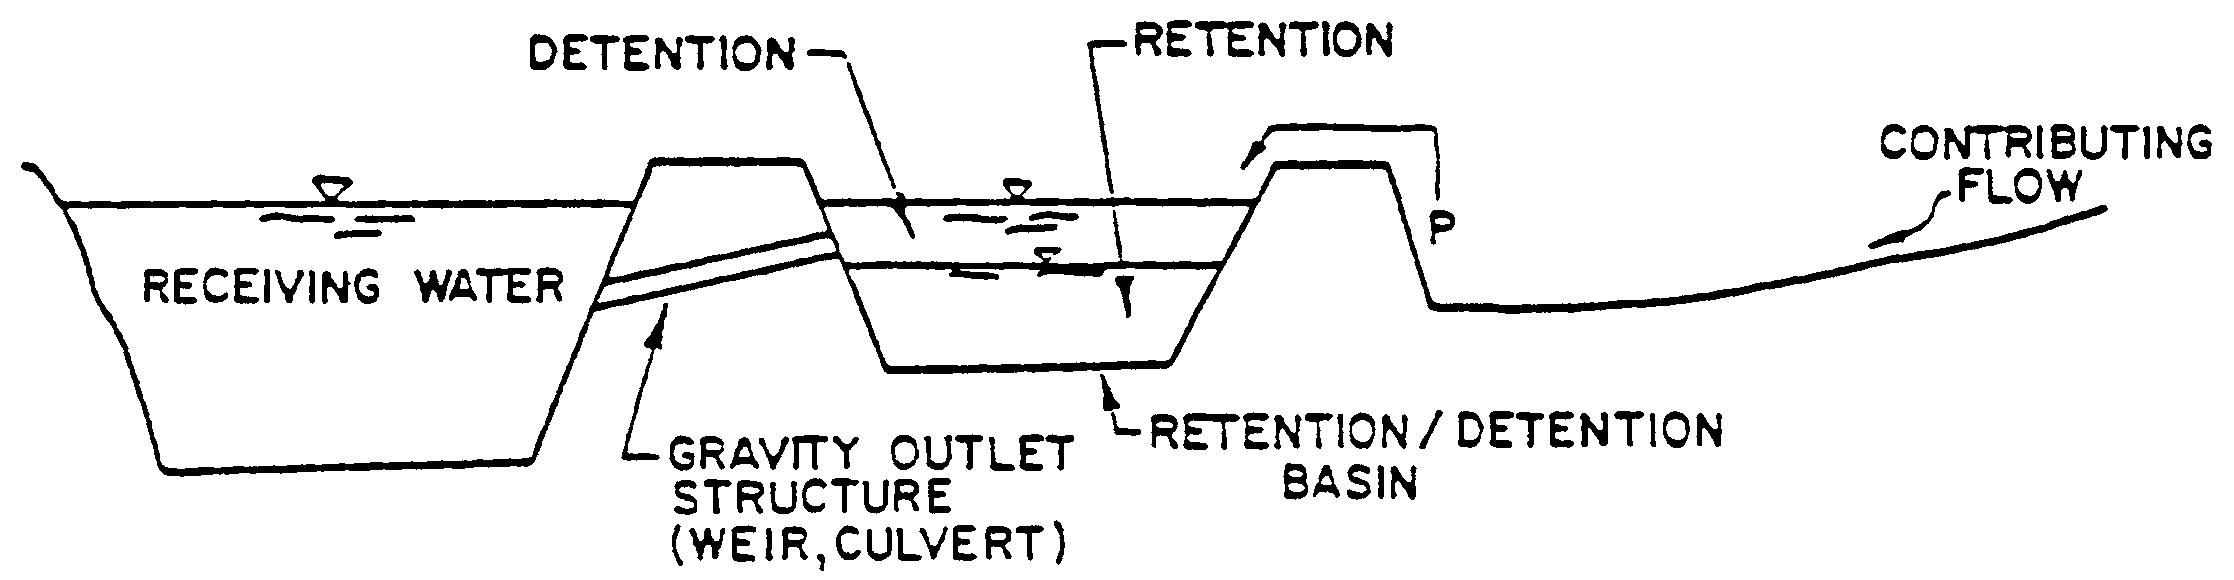 DETENTION
RETENTION
CONTRIBUTING
FLOW
P
RECEIVING WATER
RETENTION / DETENTION
BASIN
GRAVITY OUTLET
STRUCTURE
(WEIR, CULVERT)